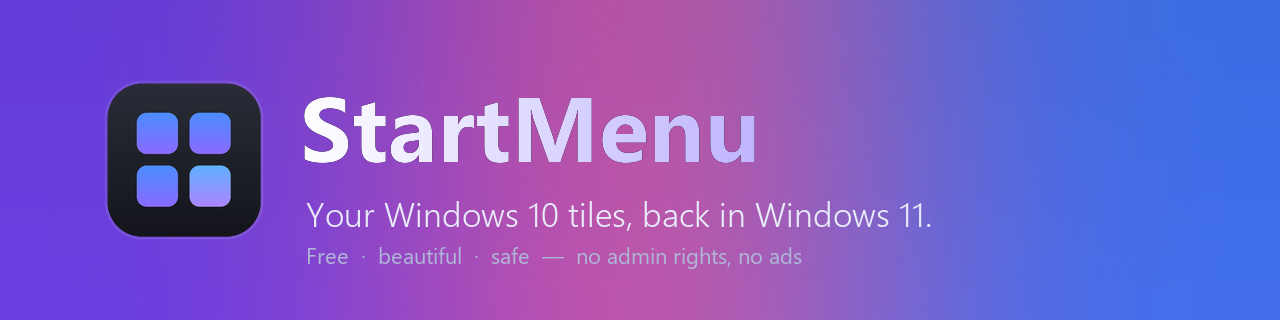 StartMenu
Your Windows 10 tiles, back in Windows 11.
Free · beautiful · safe — no admin rights, no ads